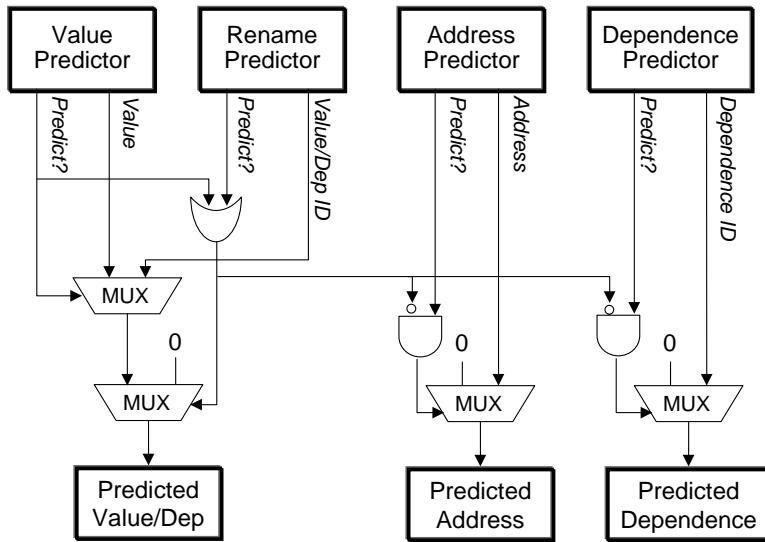 Value
Predictor
Rename
Predictor
Address
Predictor
Dependence
Predictor
Predict?
Value
Predict?
Value/Dep ID
Predict?
Address
Predict?
Dependence ID
MUX
0
0
0
MUX
MUX
MUX
Predicted
Value/Dep
Predicted
Address
Predicted
Dependence